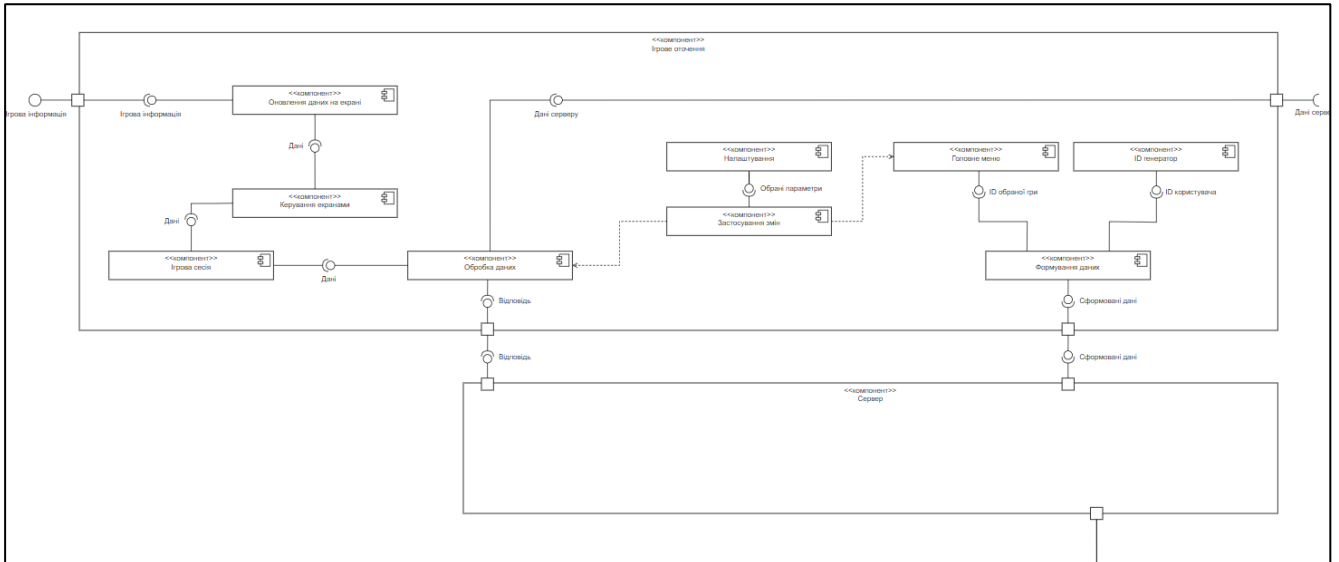 <<компонент>>
Ігрове оточення
<<компонент>>
Оновлення даних на екрані
Ігрова інформація
Ігрова інформація
Дані серверу
Дані
<<компонент>>
Налаштування
<<компонент>>
Головне меню
<<компонент>>
ID генератор
Обрані параметри
ID обраної гри
ID користувача
<<компонент>>
Керування екранами
<<компонент>>
Застосування змін
Дані
<<компонент>>
Ігрова сесія
Дані
<<компонент>>
Обробка даних
<<компонент>>
Формування даних
Відповідь
Сформовані дані
Відповідь
Сформовані дані
<<компонент>>
Сервер
Дані